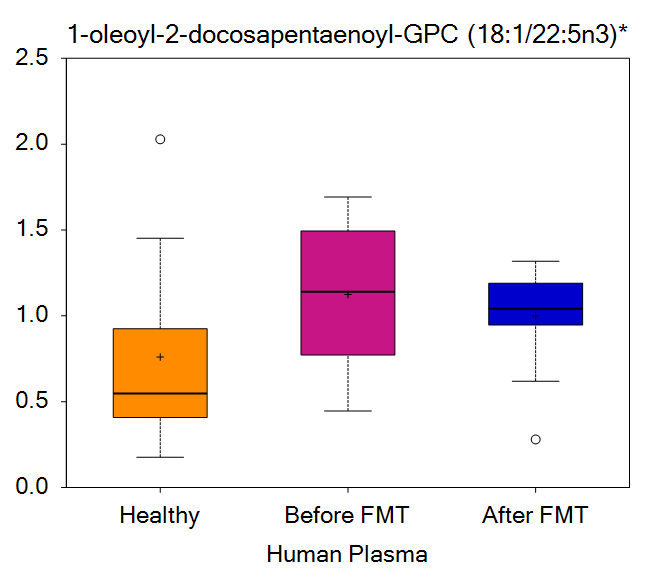 1-oleoyl-2-docosapentaenoyl-GPC (18:1/22:5n3)*
2.5
2.0
1.5
1.0
0.5
0.0
Healthy Before FMT After FMT
Human Plasma